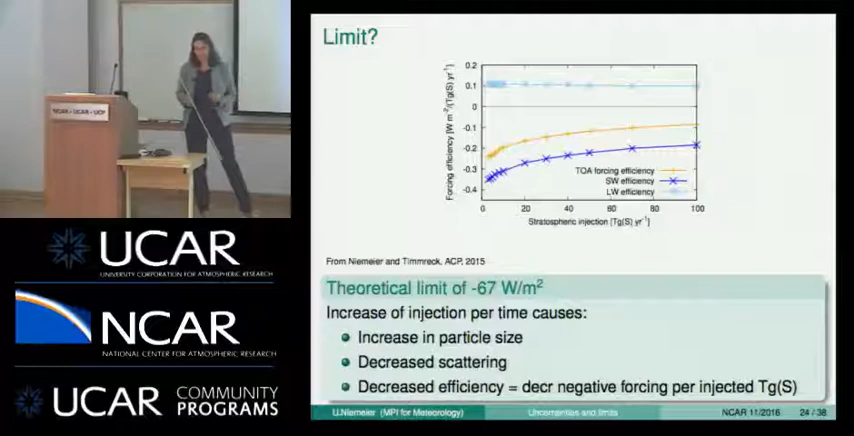 Limit?
0.2
0.1
0
-0.1
-0.2
-0.3
-0.4
Forcing efficiency [W m⁻²/(Tg(S) yr⁻¹)]
TOA forcing efficiency
SW efficiency
LW efficiency
0 20 40 60 80 100
Stratospheric injection [Tg(S) yr⁻¹]
From Niemeier and Timmreck, ACP, 2015
Theoretical limit of -67 W/m²
Increase of injection per time causes:
Increase in particle size
Decreased scattering
Decreased efficiency = decr negative forcing per injected Tg(S)
U.Niemeier (MPI for Meteorology) Uncertainties and limits NCAR 11/2016 24 / 38
NCAR • UCAR • UCP
UCAR
UNIVERSITY CORPORATION FOR ATMOSPHERIC RESEARCH
NCAR
NATIONAL CENTER FOR ATMOSPHERIC RESEARCH
UCAR COMMUNITY
PROGRAMS